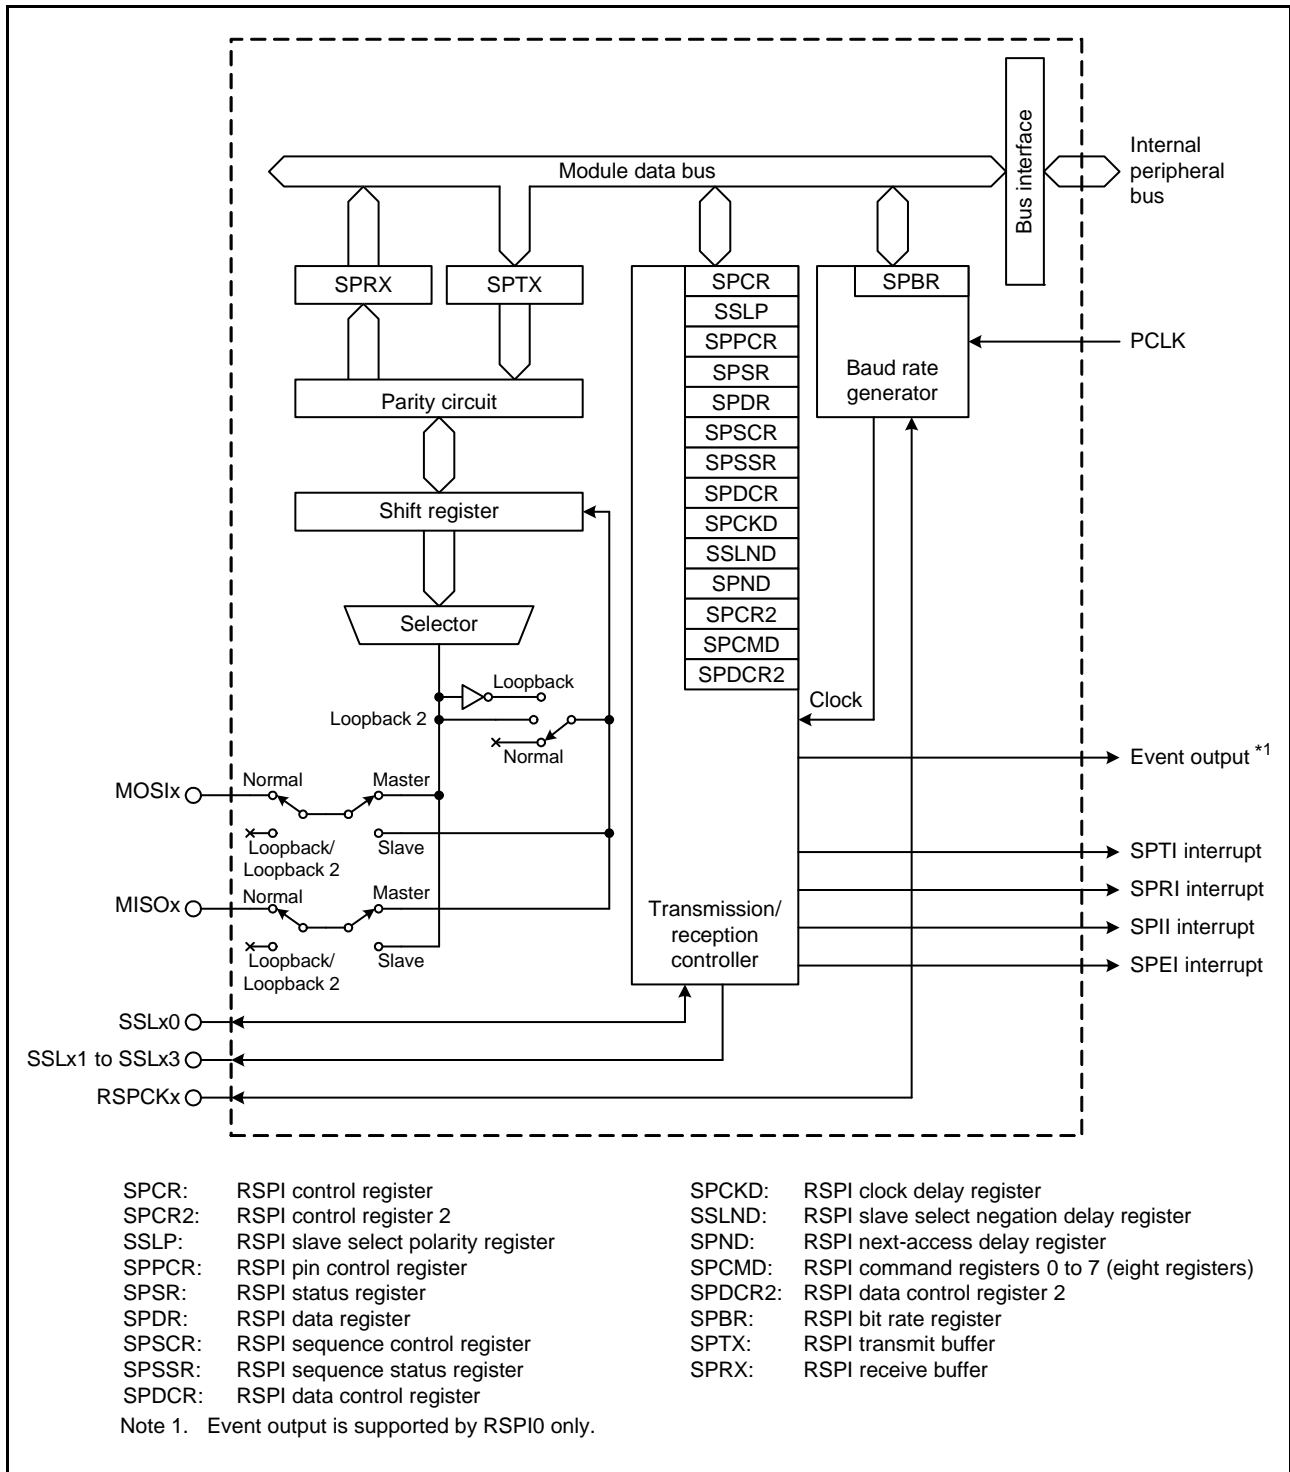 Module data bus
Bus interface
Internal
peripheral
bus
SPRX
SPTX
SPCR
SSLP
SPPCR
SPSR
SPDR
SPSCR
SPSSR
SPDCR
SPCKD
SSLND
SPND
SPCR2
SPCMD
SPDCR2
SPBR
Baud rate
generator
PCLK
Parity circuit
Shift register
Selector
Loopback
Loopback 2
Normal
Clock
Event output *1
MOSIx
Normal
Master
Loopback/
Loopback 2
Slave
MISOx
Normal
Master
Loopback/
Loopback 2
Slave
Transmission/
reception
controller
SPTI interrupt
SPRI interrupt
SPII interrupt
SPEI interrupt
SSLx0
SSLx1 to SSLx3
RSPCKx
SPCR: RSPI control register
SPCR2: RSPI control register 2
SSLP: RSPI slave select polarity register
SPPCR: RSPI pin control register
SPSR: RSPI status register
SPDR: RSPI data register
SPSCR: RSPI sequence control register
SPSSR: RSPI sequence status register
SPDCR: RSPI data control register
SPCKD: RSPI clock delay register
SSLND: RSPI slave select negation delay register
SPND: RSPI next-access delay register
SPCMD: RSPI command registers 0 to 7 (eight registers)
SPDCR2: RSPI data control register 2
SPBR: RSPI bit rate register
SPTX: RSPI transmit buffer
SPRX: RSPI receive buffer
Note 1. Event output is supported by RSPI0 only.